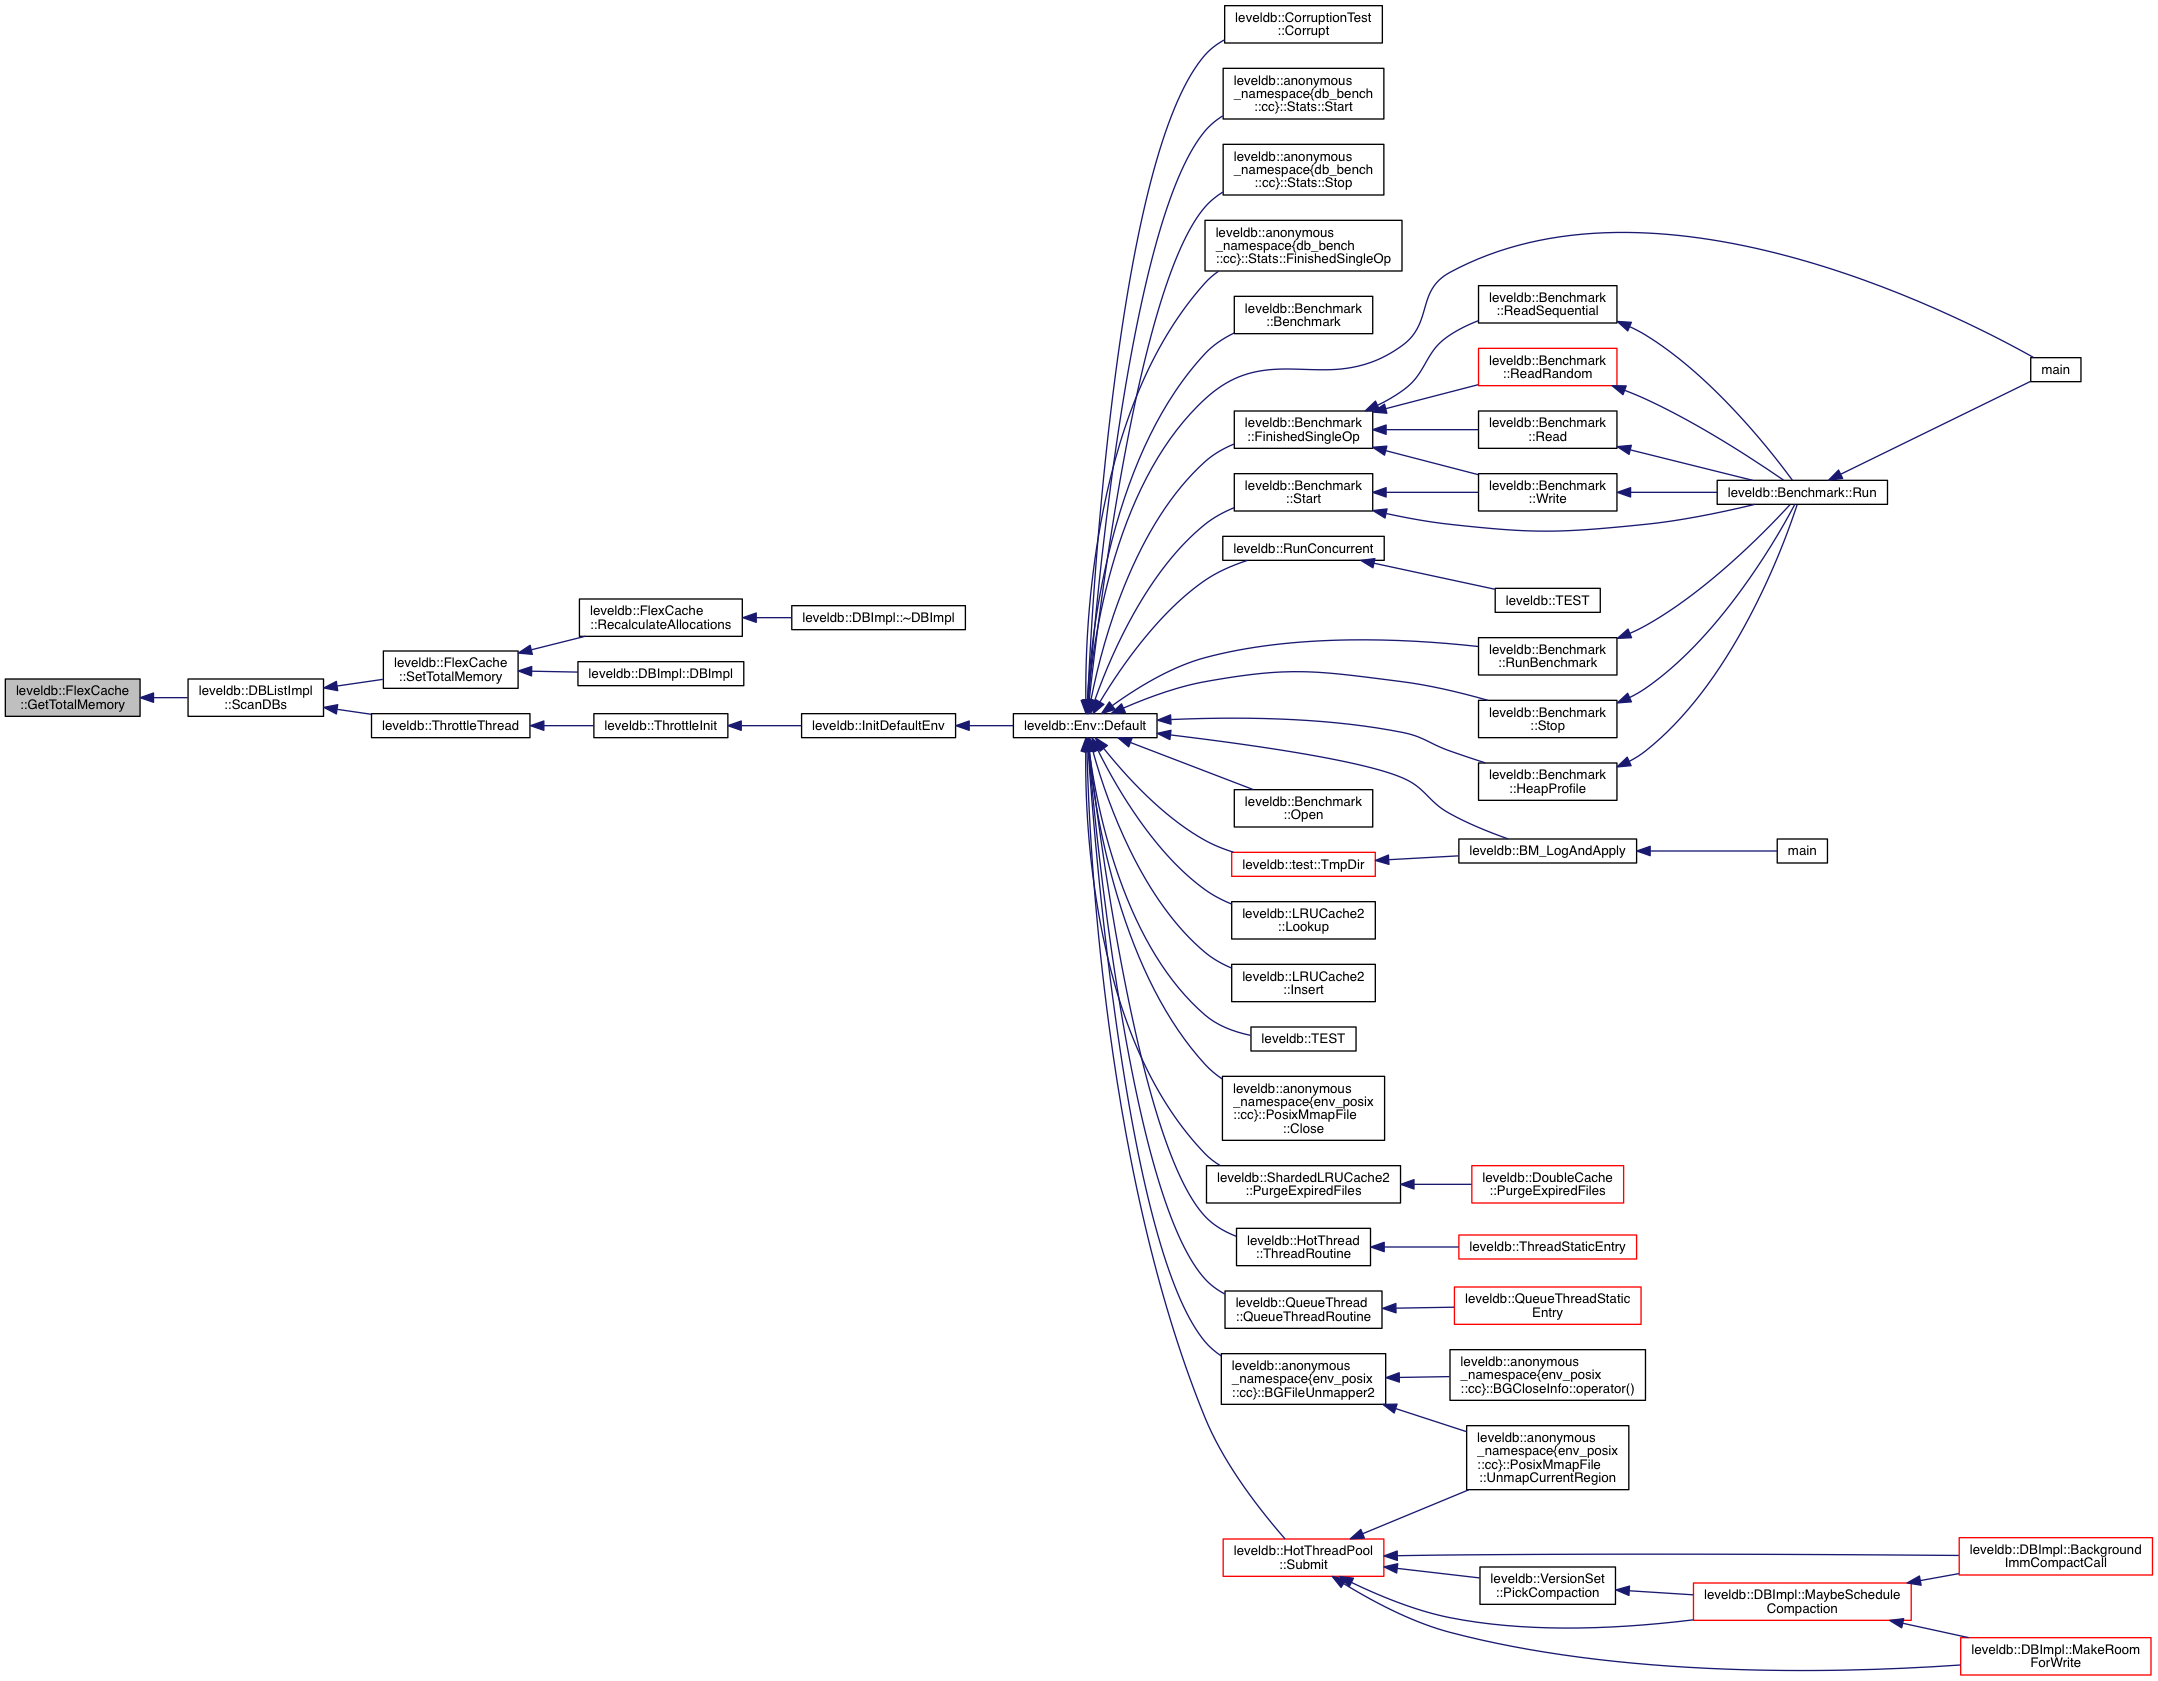 leveldb::FlexCache
::GetTotalMemory
leveldb::DBListImpl
::ScanDBs
leveldb::FlexCache
::SetTotalMemory
leveldb::ThrottleThread
leveldb::FlexCache
::RecalculateAllocations
leveldb::DBImpl::DBImpl
leveldb::ThrottleInit
leveldb::DBImpl::~DBImpl
leveldb::InitDefaultEnv
leveldb::Env::Default
leveldb::CorruptionTest
::Corrupt
leveldb::anonymous
_namespace{db_bench
::cc}::Stats::Start
leveldb::anonymous
_namespace{db_bench
::cc}::Stats::Stop
leveldb::anonymous
_namespace{db_bench
::cc}::Stats::FinishedSingleOp
leveldb::Benchmark
::Benchmark
leveldb::Benchmark
::FinishedSingleOp
leveldb::Benchmark
::Start
leveldb::RunConcurrent
leveldb::Benchmark
::Open
leveldb::test::TmpDir
leveldb::LRUCache2
::Lookup
leveldb::LRUCache2
::Insert
leveldb::TEST
leveldb::anonymous
_namespace{env_posix
::cc}::PosixMmapFile
::Close
leveldb::ShardedLRUCache2
::PurgeExpiredFiles
leveldb::HotThread
::ThreadRoutine
leveldb::QueueThread
::QueueThreadRoutine
leveldb::anonymous
_namespace{env_posix
::cc}::BGFileUnmapper2
leveldb::HotThreadPool
::Submit
leveldb::Benchmark
::ReadSequential
leveldb::Benchmark
::ReadRandom
leveldb::Benchmark
::Read
leveldb::Benchmark
::Write
leveldb::TEST
leveldb::Benchmark
::RunBenchmark
leveldb::Benchmark
::Stop
leveldb::Benchmark
::HeapProfile
leveldb::BM_LogAndApply
leveldb::DoubleCache
::PurgeExpiredFiles
leveldb::ThreadStaticEntry
leveldb::QueueThreadStatic
Entry
leveldb::anonymous
_namespace{env_posix
::cc}::BGCloseInfo::operator()
leveldb::anonymous
_namespace{env_posix
::cc}::PosixMmapFile
::UnmapCurrentRegion
leveldb::VersionSet
::PickCompaction
leveldb::Benchmark::Run
main
leveldb::DBImpl::MaybeSchedule
Compaction
main
leveldb::DBImpl::Background
ImmCompactCall
leveldb::DBImpl::MakeRoom
ForWrite